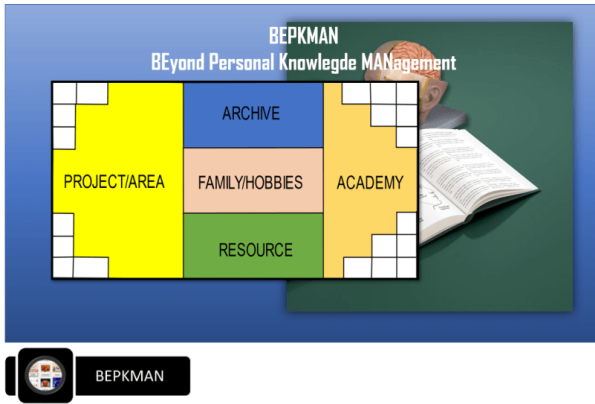 BEPKMAN
BEyond Personal Knowlegde MANagement
ARCHIVE
PROJECT/AREA
FAMILY/HOBBIES
ACADEMY
RESOURCE
BEPKMAN